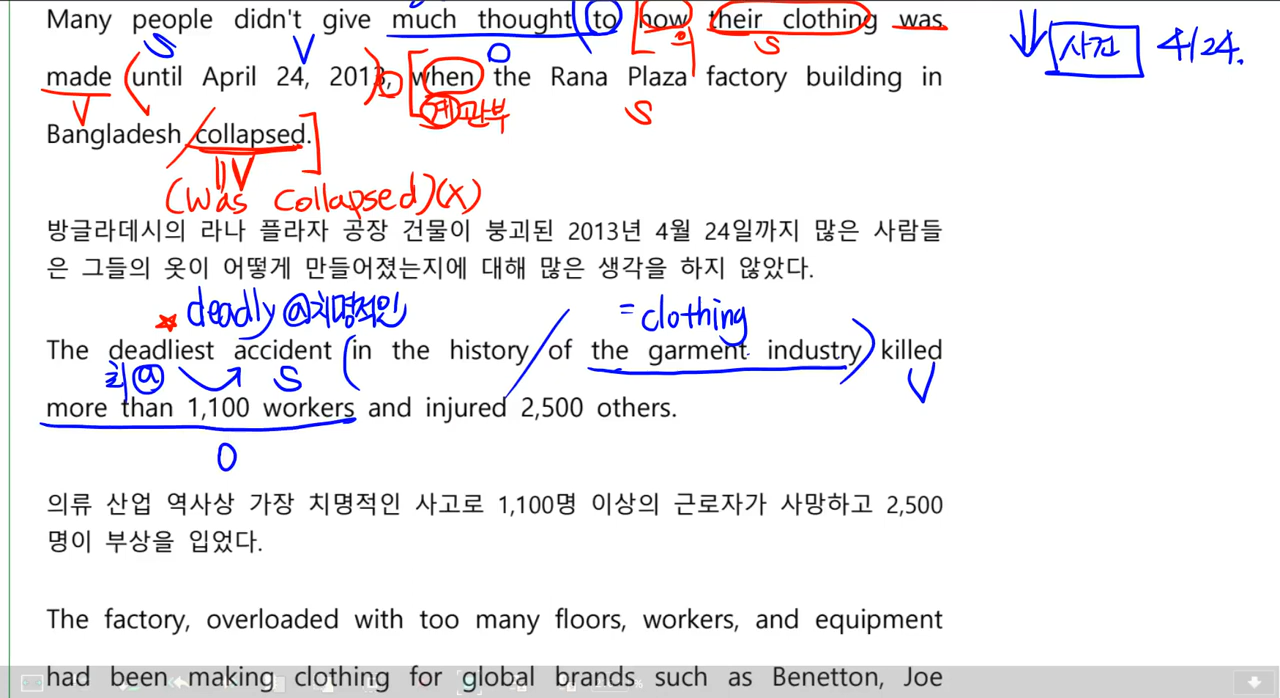 Many people didn't give much thought to how their clothing was
S V O 의 S
사건 4/24.
made until April 24, 2013, when the Rana Plaza factory building in
V 계 관부 S
Bangladesh collapsed.
V
(was collapsed)(X)
방글라데시의 라나 플라자 공장 건물이 붕괴된 2013년 4월 24일까지 많은 사람들
은 그들의 옷이 어떻게 만들어졌는지에 대해 많은 생각을 하지 않았다.
deadly ⓐ치명적인 = clothing
The deadliest accident in the history of the garment industry killed
최ⓐ S V
more than 1,100 workers and injured 2,500 others.
O
의류 산업 역사상 가장 치명적인 사고로 1,100명 이상의 근로자가 사망하고 2,500
명이 부상을 입었다.
The factory, overloaded with too many floors, workers, and equipment
had been making clothing for global brands such as Benetton, Joe